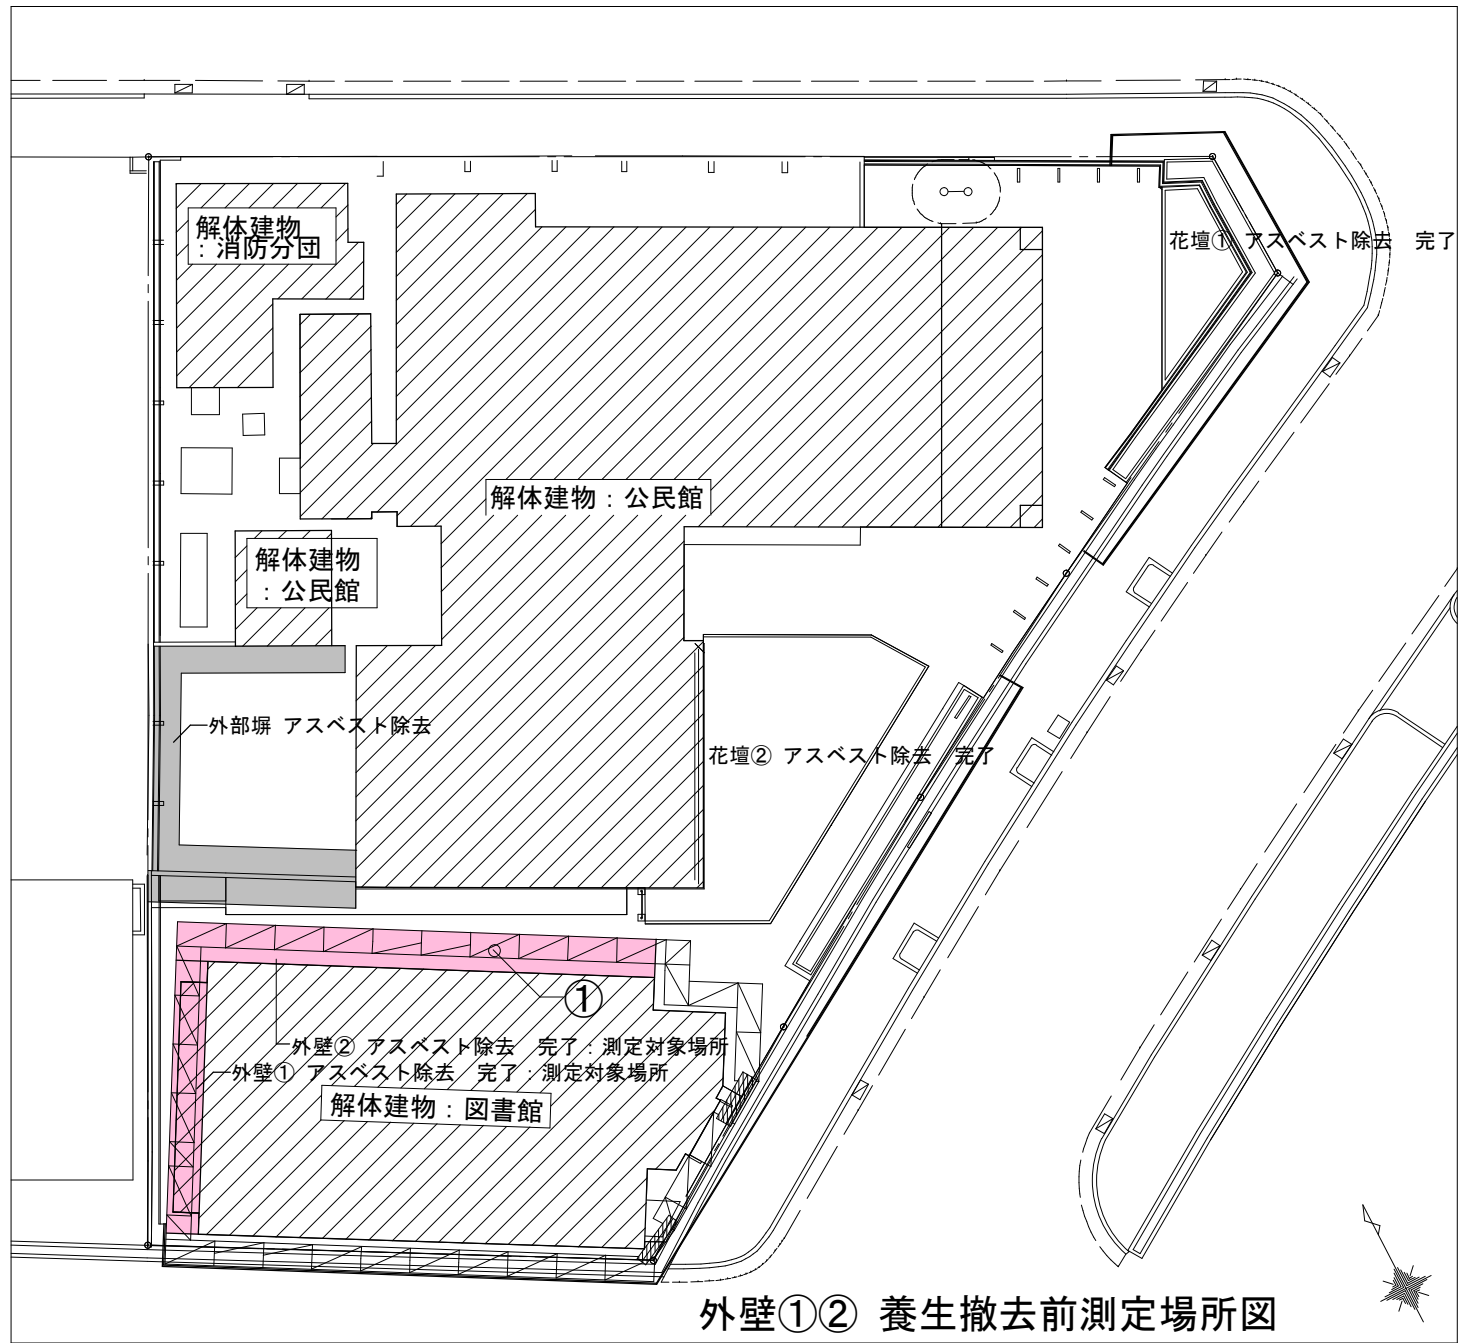 解体建物
：消防分団
花壇① アスベスト除去　完了
解体建物：公民館
解体建物
：公民館
外部塀 アスベスト除去
花壇② アスベスト除去　完了
①
外壁② アスベスト除去　完了：測定対象場所
外壁① アスベスト除去　完了：測定対象場所
解体建物：図書館
外壁①② 養生撤去前測定場所図